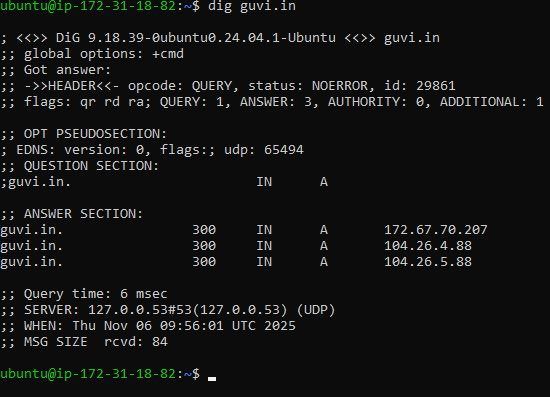 ubuntu@ip-172-31-18-82:~$ dig guvi.in
; <<>> DiG 9.18.39-0ubuntu0.24.04.1-Ubuntu <<>> guvi.in
;; global options: +cmd
;; Got answer:
;; ->>HEADER<<- opcode: QUERY, status: NOERROR, id: 29861
;; flags: qr rd ra; QUERY: 1, ANSWER: 3, AUTHORITY: 0, ADDITIONAL: 1
;; OPT PSEUDOSECTION:
; EDNS: version: 0, flags:; udp: 65494
;; QUESTION SECTION:
;guvi.in. IN A
;; ANSWER SECTION:
guvi.in. 300 IN A 172.67.70.207
guvi.in. 300 IN A 104.26.4.88
guvi.in. 300 IN A 104.26.5.88
;; Query time: 6 msec
;; SERVER: 127.0.0.53#53(127.0.0.53) (UDP)
;; WHEN: Thu Nov 06 09:56:01 UTC 2025
;; MSG SIZE  rcvd: 84
ubuntu@ip-172-31-18-82:~$